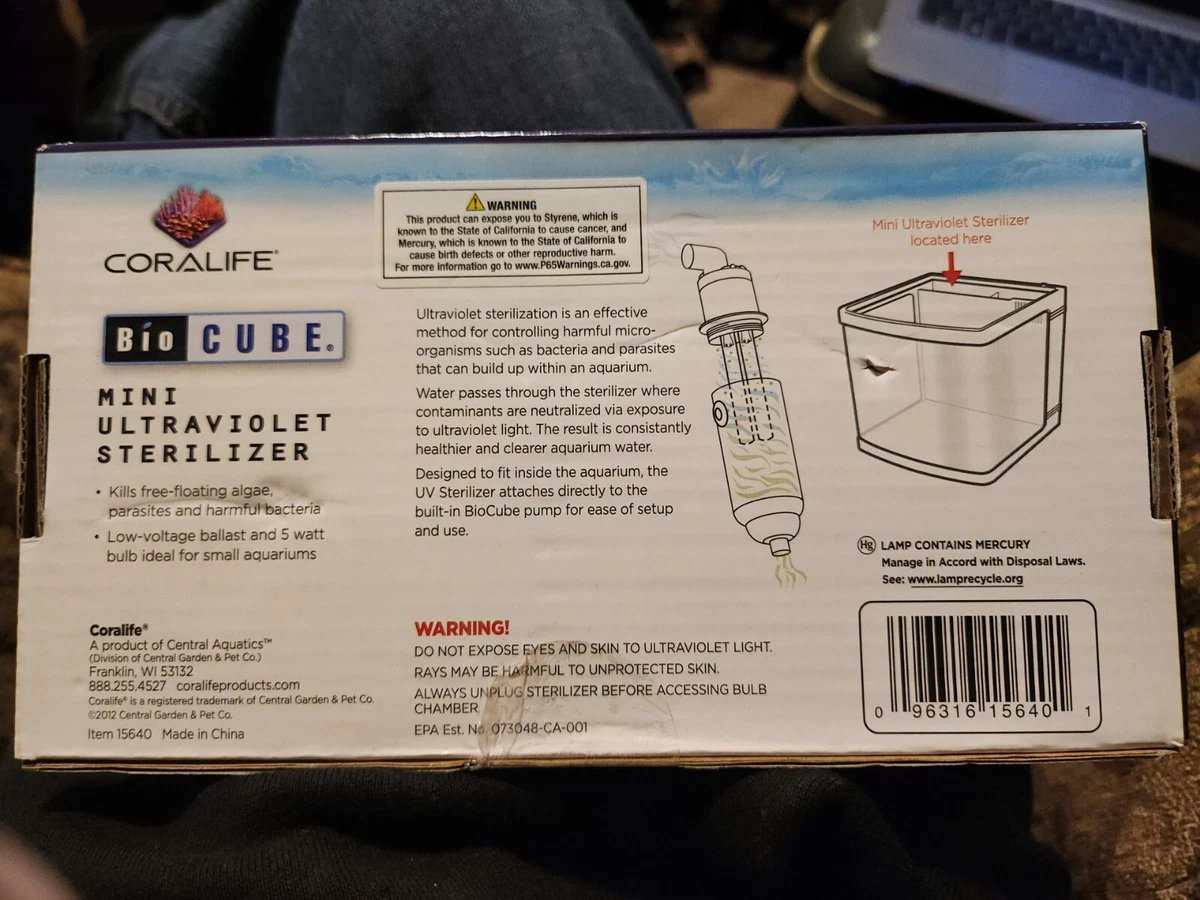 CORALIFE®
Bio CUBE®
MINI
ULTRAVIOLET
STERILIZER
• Kills free-floating algae,
parasites and harmful bacteria
• Low-voltage ballast and 5 watt
bulb ideal for small aquariums
Coralife®
A product of Central Aquatics™
(Division of Central Garden & Pet Co.)
Franklin, WI 53132
888.255.4527 coralifeproducts.com
Coralife® is a registered trademark of Central Garden & Pet Co.
©2012 Central Garden & Pet Co.
Item 15640 Made in China
WARNING
This product can expose you to Styrene, which is
known to the State of California to cause cancer, and
Mercury, which is known to the State of California to
cause birth defects or other reproductive harm.
For more information go to www.P65Warnings.ca.gov.
Ultraviolet sterilization is an effective
method for controlling harmful micro-
organisms such as bacteria and parasites
that can build up within an aquarium.
Water passes through the sterilizer where
contaminants are neutralized via exposure
to ultraviolet light. The result is consistantly
healthier and clearer aquarium water.
Designed to fit inside the aquarium, the
UV Sterilizer attaches directly to the
built-in BioCube pump for ease of setup
and use.
WARNING!
DO NOT EXPOSE EYES AND SKIN TO ULTRAVIOLET LIGHT.
RAYS MAY BE HARMFUL TO UNPROTECTED SKIN.
ALWAYS UNPLUG STERILIZER BEFORE ACCESSING BULB
CHAMBER
EPA Est. No. 073048-CA-001
Mini Ultraviolet Sterilizer
located here
Hg LAMP CONTAINS MERCURY
Manage in Accord with Disposal Laws.
See: www.lamprecycle.org
0 96316 15640 1